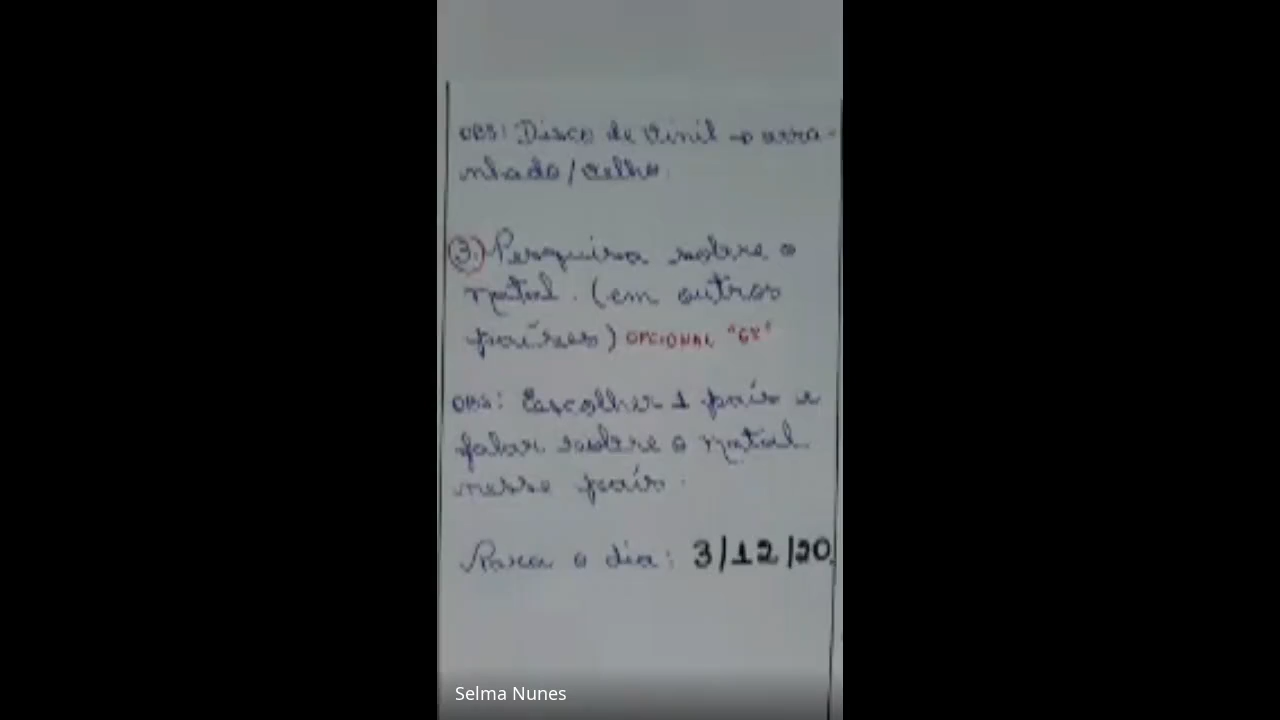 OBS: Disco de vinil → arra-
nhado/velho.
3. Pesquisa sobre o
natal. (em outros
países) OPCIONAL
OBS: Escolher 1 país e
falar sobre o natal
nesse país.
Para o dia: 3/12/20.
Selma Nunes